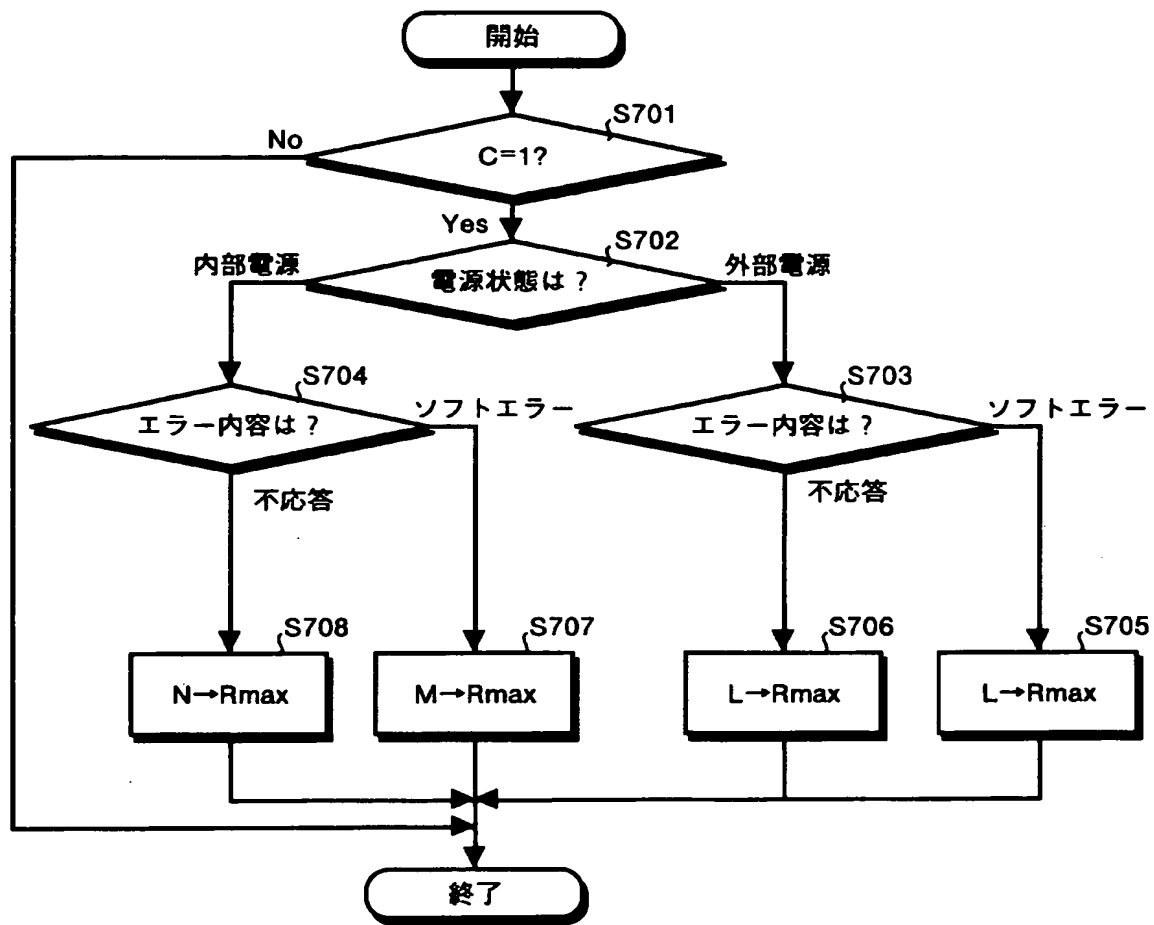 開始
S701
No
C=1?
Yes
S702
内部電源
電源状態は?
外部電源
S704
S703
エラー内容は?
ソフトエラー
エラー内容は?
ソフトエラー
不応答
不応答
S708
S707
S706
S705
N→Rmax
M→Rmax
L→Rmax
L→Rmax
終了